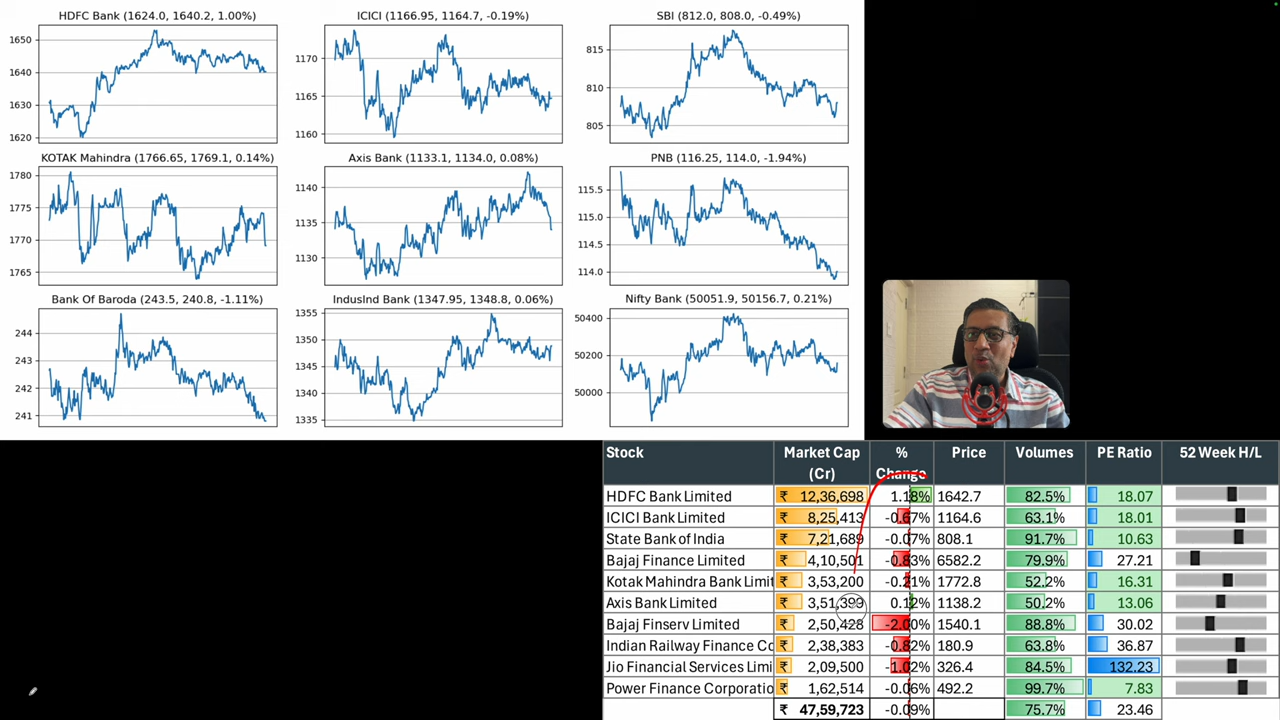 HDFC Bank (1624.0, 1640.2, 1.00%)
1650
1640
1630
1620
ICICI (1166.95, 1164.7, -0.19%)
1170
1165
1160
SBI (812.0, 808.0, -0.49%)
815
810
805
KOTAK Mahindra (1766.65, 1769.1, 0.14%)
1780
1775
1770
1765
Axis Bank (1133.1, 1134.0, 0.08%)
1140
1135
1130
PNB (116.25, 114.0, -1.94%)
115.5
115.0
114.5
114.0
Bank Of Baroda (243.5, 240.8, -1.11%)
244
243
242
241
IndusInd Bank (1347.95, 1348.8, 0.06%)
1355
1350
1345
1340
1335
Nifty Bank (50051.9, 50156.7, 0.21%)
50400
50200
50000
Stock Market Cap (Cr) % Change Price Volumes PE Ratio 52 Week H/L
HDFC Bank Limited ₹ 12,36,698 1.18% 1642.7 82.5% 18.07
ICICI Bank Limited ₹ 8,25,413 -0.67% 1164.6 63.1% 18.01
State Bank of India ₹ 7,21,689 -0.07% 808.1 91.7% 10.63
Bajaj Finance Limited ₹ 4,10,501 -0.83% 6582.2 79.9% 27.21
Kotak Mahindra Bank Limit ₹ 3,53,200 -0.21% 1772.8 52.2% 16.31
Axis Bank Limited ₹ 3,51,399 0.12% 1138.2 50.2% 13.06
Bajaj Finserv Limited ₹ 2,50,428 -2.00% 1540.1 88.8% 30.02
Indian Railway Finance Co ₹ 2,38,383 -0.82% 180.9 63.8% 36.87
Jio Financial Services Limi ₹ 2,09,500 -1.02% 326.4 84.5% 132.23
Power Finance Corporatio ₹ 1,62,514 -0.06% 492.2 99.7% 7.83
₹ 47,59,723 -0.09% 75.7% 23.46